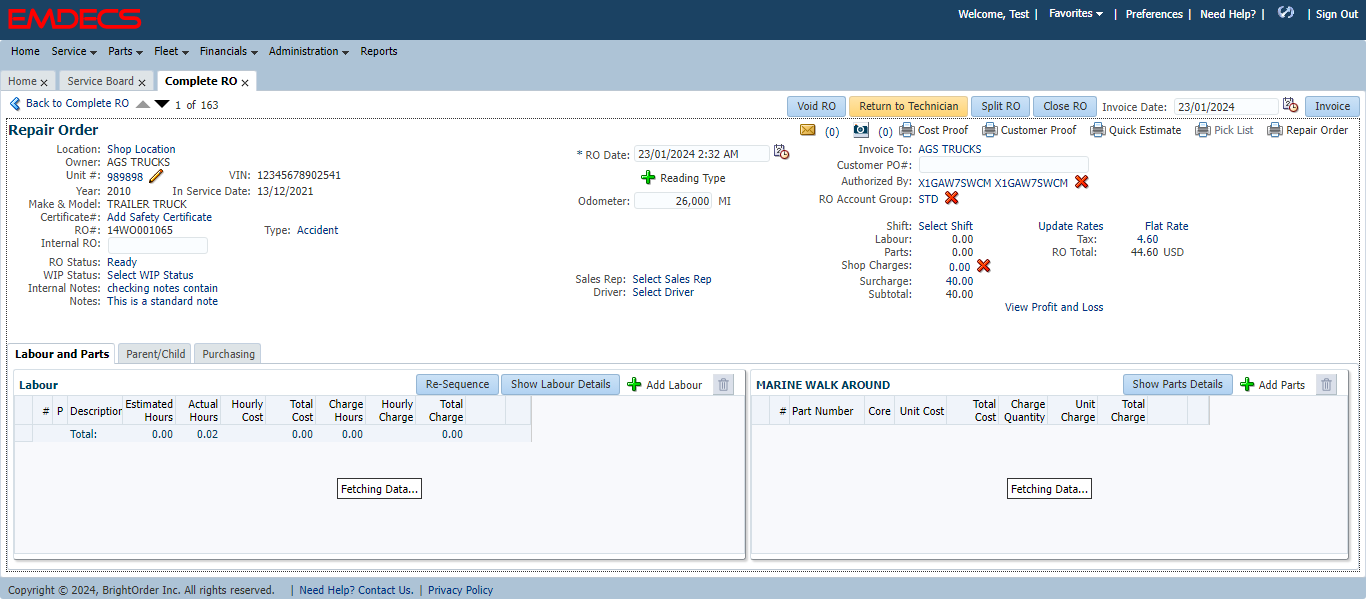 EMDECS
Welcome, Test | Favorites | Preferences | Need Help? | | Sign Out
Home Service Parts Fleet Financials Administration Reports
Home x Service Board x Complete RO x
Back to Complete RO 1 of 163
Void RO Return to Technician Split RO Close RO Invoice Date: 23/01/2024 Invoice
Repair Order
(0) (0) Cost Proof Customer Proof Quick Estimate Pick List Repair Order
Location: Shop Location
Owner: AGS TRUCKS
Unit #: 989898 VIN: 12345678902541
Year: 2010 In Service Date: 13/12/2021
Make & Model: TRAILER TRUCK
Certificate#: Add Safety Certificate
RO#: 14WO001065 Type: Accident
Internal RO:
RO Status: Ready
WIP Status: Select WIP Status
Internal Notes: checking notes contain
Notes: This is a standard note
* RO Date: 23/01/2024 2:32 AM
Reading Type
Odometer: 26,000 MI
Sales Rep: Select Sales Rep
Driver: Select Driver
Invoice To: AGS TRUCKS
Customer PO#:
Authorized By: X1GAW7SWCM X1GAW7SWCM
RO Account Group: STD
Shift: Select Shift Update Rates Flat Rate
Labour: 0.00 Tax: 4.60
Parts: 0.00 RO Total: 44.60 USD
Shop Charges: 0.00
Surcharge: 40.00
Subtotal: 40.00
View Profit and Loss
Labour and Parts Parent/Child Purchasing
Labour Re-Sequence Show Labour Details Add Labour
# P Description Estimated Hours Actual Hours Hourly Cost Total Cost Charge Hours Hourly Charge Total Charge
Total: 0.00 0.02 0.00 0.00 0.00
Fetching Data...
MARINE WALK AROUND Show Parts Details Add Parts
# Part Number Core Unit Cost Total Cost Charge Quantity Unit Charge Total Charge
Fetching Data...
Copyright © 2024, BrightOrder Inc. All rights reserved. | Need Help? Contact Us. | Privacy Policy